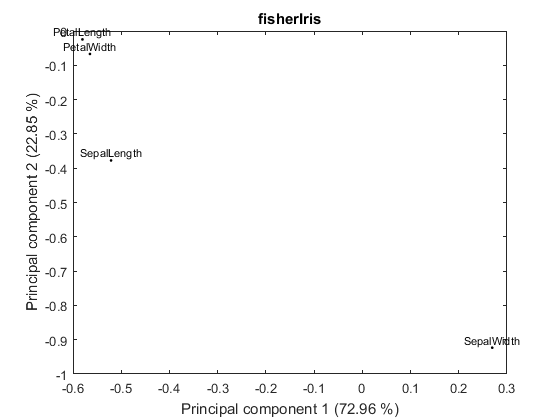 fisherIris
PetalLength
PetalWidth
SepalLength
SepalWidth
0
-0.1
-0.2
-0.3
-0.4
-0.5
-0.6
-0.7
-0.8
-0.9
-1
-0.6 -0.5 -0.4 -0.3 -0.2 -0.1 0 0.1 0.2 0.3
Principal component 2 (22.85 %)
Principal component 1 (72.96 %)